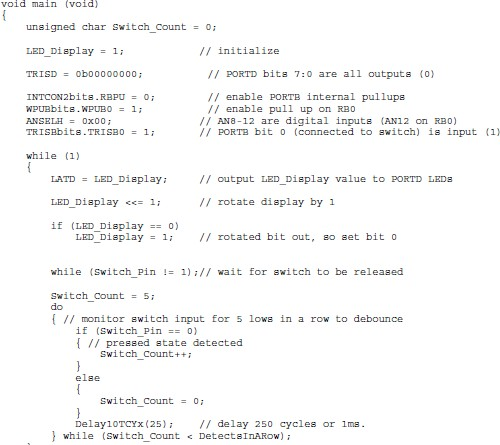 void main (void)
{
unsigned char Switch_Count = 0;
LED_Display = 1; // initialize
TRISD = 0b00000000; // PORTD bits 7:0 are all outputs (0)
INTCON2bits.RBPU = 0; // enable PORTB internal pullups
WPUBbits.WPUB0 = 1; // enable pull up on RB0
ANSELH = 0x00; // AN8-12 are digital inputs (AN12 on RB0)
TRISBbits.TRISB0 = 1; // PORTB bit 0 (connected to switch) is input (1)
while (1)
{
LATD = LED_Display; // output LED_Display value to PORTD LEDs
LED_Display <<= 1; // rotate display by 1
if (LED_Display == 0)
LED_Display = 1; // rotated bit out, so set bit 0
while (Switch_Pin != 1);// wait for switch to be released
Switch_Count = 5;
do
{ // monitor switch input for 5 lows in a row to debounce
if (Switch_Pin == 0)
{ // pressed state detected
Switch_Count++;
}
else
{
Switch_Count = 0;
}
Delay10TCYx(25); // delay 250 cycles or 1ms.
} while (Switch_Count < DetectsInARow);